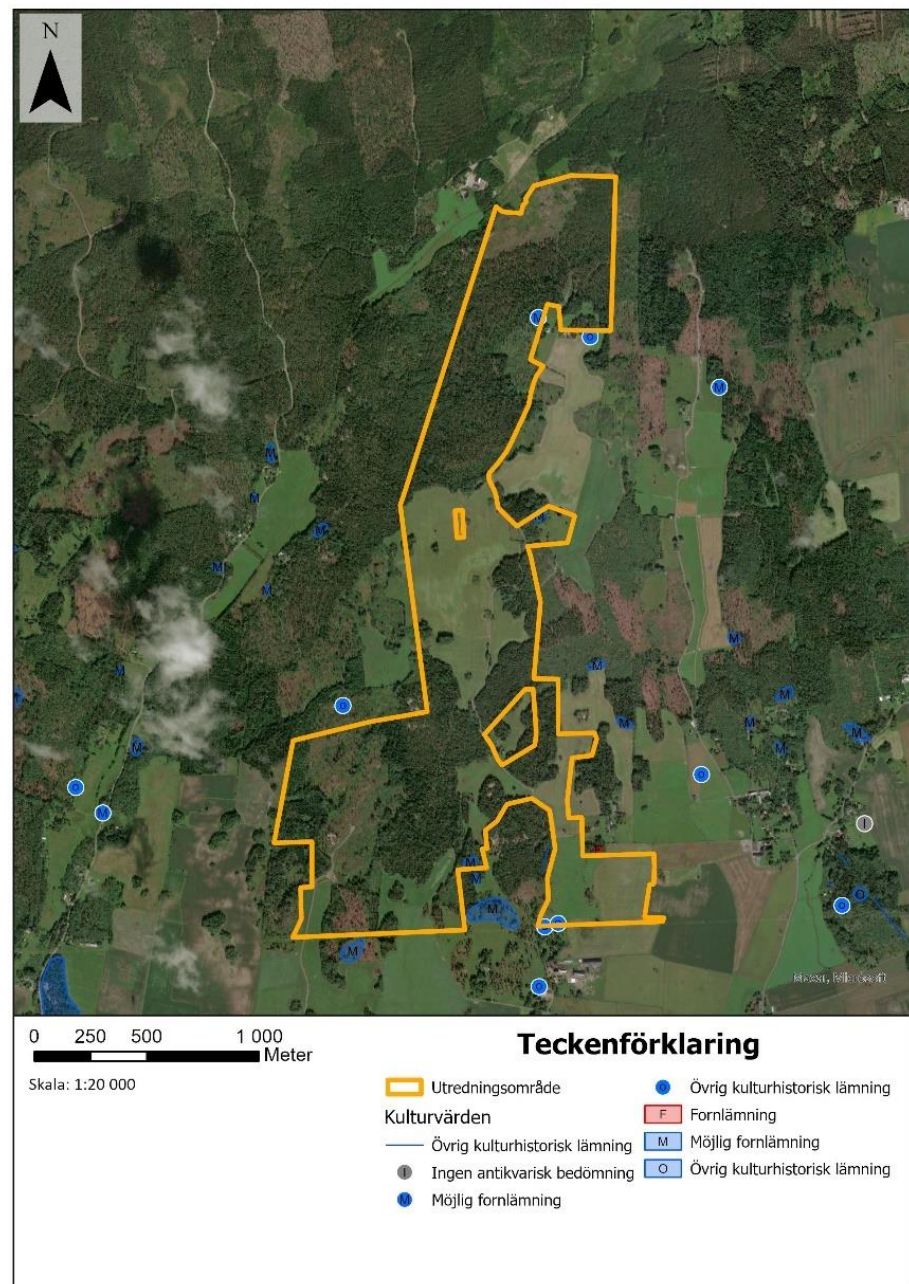 N
M
O
M
M
M
M
M
M
M
M
M
M
O
M
M
M
M
M
M
O
M
O
M
O
I
M
M
M
O
O
M
O
0 250 500 1 000
Meter
Skala: 1:20 000
Teckenförklaring
Utredningsområde
Kulturvärden
Övrig kulturhistorisk lämning
I Ingen antikvarisk bedömning
M Möjlig fornlämning
O Övrig kulturhistorisk lämning
F Fornlämning
M Möjlig fornlämning
O Övrig kulturhistorisk lämning